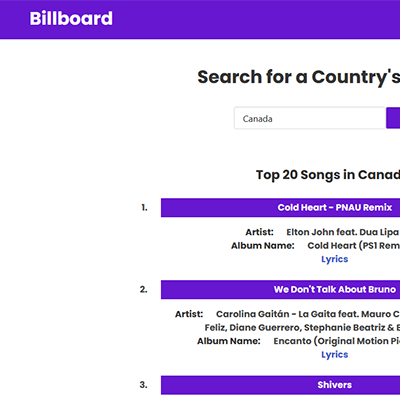 Billboard
Search for a Country's
Canada
Top 20 Songs in Canad
1. Cold Heart - PNAU Remix
Artist: Elton John feat. Dua Lipa
Album Name: Cold Heart (PS1 Rem
Lyrics
2. We Don't Talk About Bruno
Artist: Carolina Gaitán - La Gaita feat. Mauro C
Feliz, Diane Guerrero, Stephanie Beatriz & E
Album Name: Encanto (Original Motion Pi
Lyrics
3. Shivers